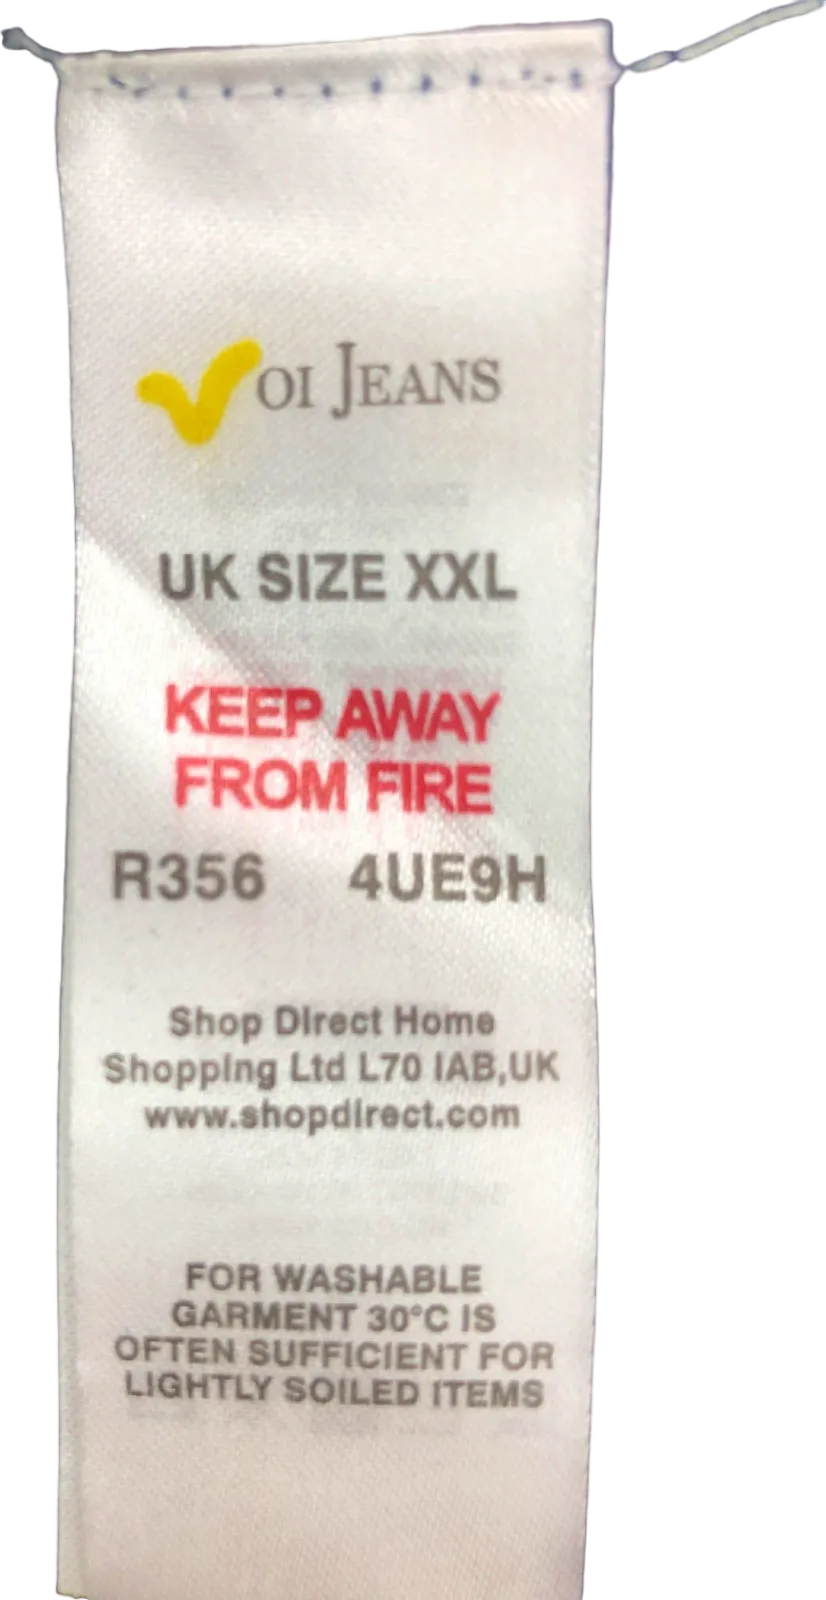 Voi Jeans
UK SIZE XXL
KEEP AWAY
FROM FIRE
R356 4UE9H
Shop Direct Home
Shopping Ltd L70 IAB,UK
www.shopdirect.com
FOR WASHABLE
GARMENT 30°C IS
OFTEN SUFFICIENT FOR
LIGHTLY SOILED ITEMS